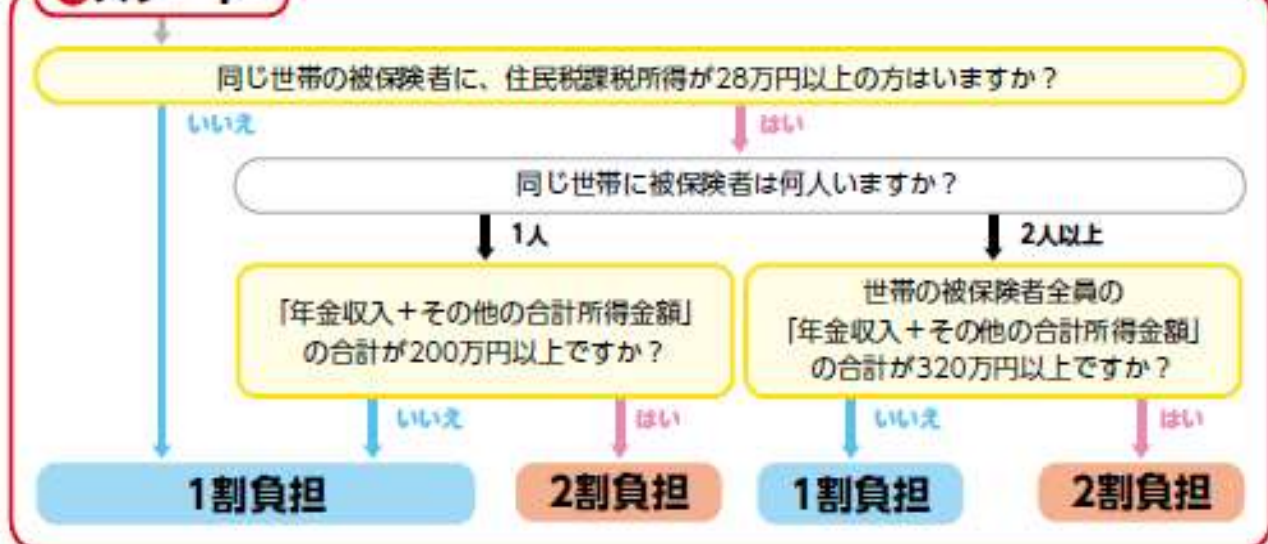 同じ世帯の被保険者に、住民税課税所得が28万円以上の方はいますか？
いいえ
はい
同じ世帯に被保険者は何人いますか？
1人
2人以上
「年金収入＋その他の合計所得金額」
の合計が200万円以上ですか？
世帯の被保険者全員の
「年金収入＋その他の合計所得金額」
の合計が320万円以上ですか？
いいえ
はい
いいえ
はい
1割負担
2割負担
1割負担
2割負担